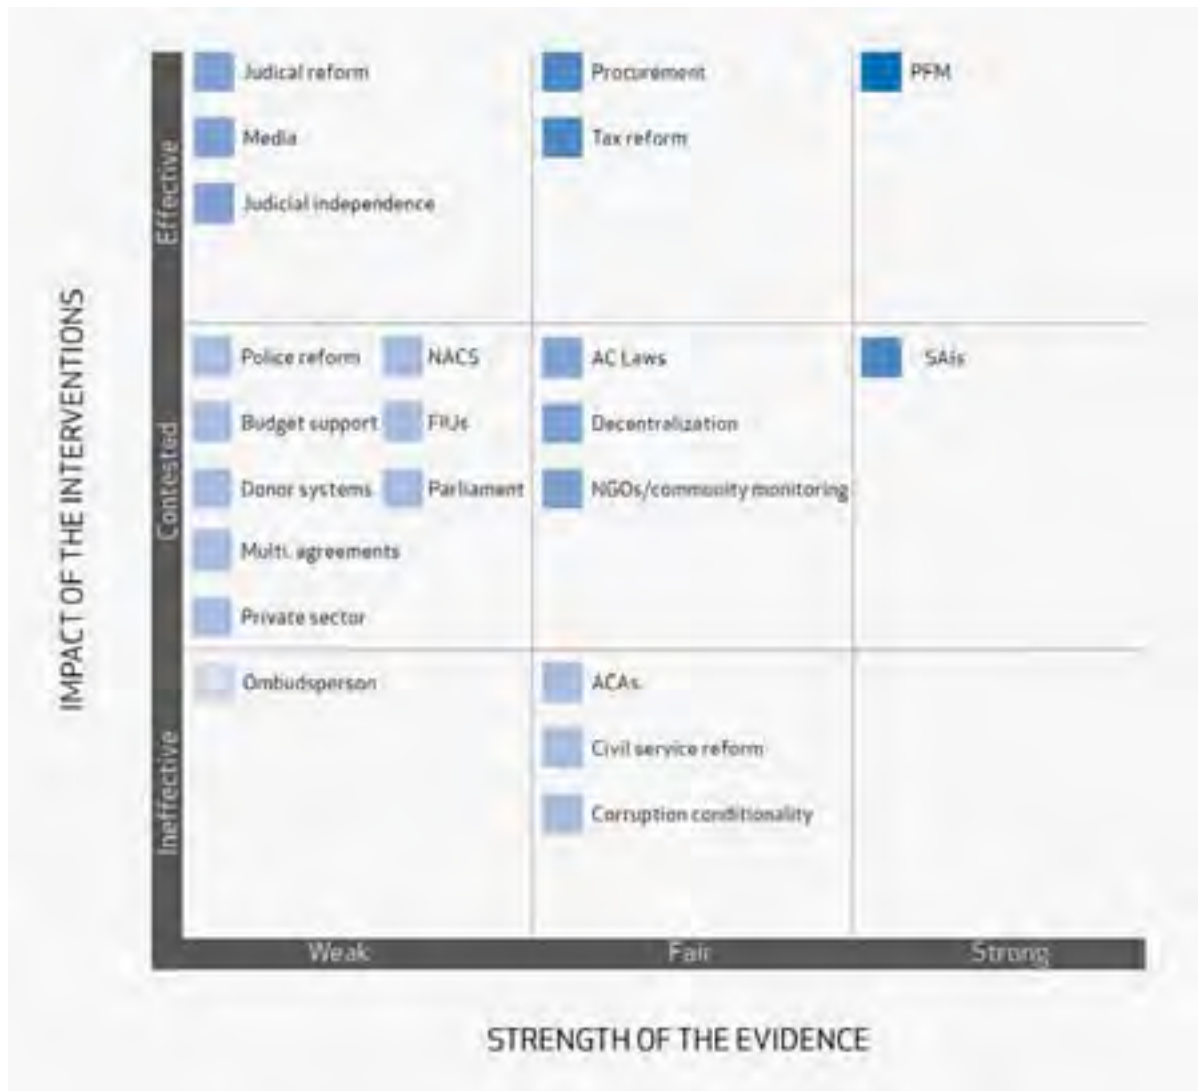 IMPACT OF THE INTERVENTIONS
Effective
Judical reform
Procurement
PFM
Media
Tax reform
Judicial independence
Contested
Police reform
NACS
AC Laws
SAis
Budget support
FIUs
Decentralization
Donor systems
Parliament
NGOs/community monitoring
Multi. agreements
Private sector
Ineffective
Ombudsperson
ACAs
Civil service reform
Corruption conditionality
Weak
Fair
Strong
STRENGTH OF THE EVIDENCE